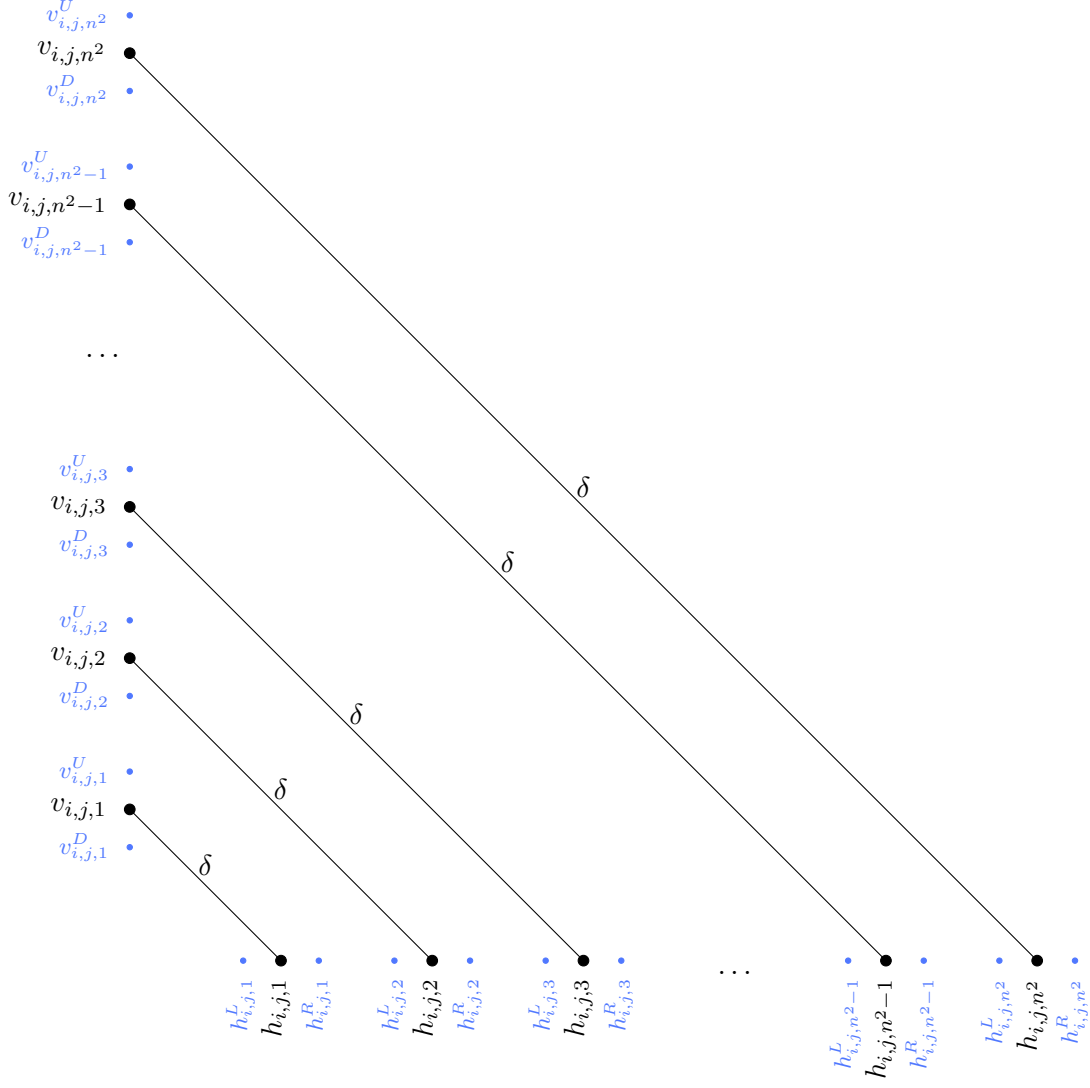 v^U_{i,j,n^2}
v_{i,j,n^2}
v^D_{i,j,n^2}
v^U_{i,j,n^2−1}
v_{i,j,n^2−1}
v^D_{i,j,n^2−1}
...
v^U_{i,j,3}
δ
v_{i,j,3}
v^D_{i,j,3}
δ
v^U_{i,j,2}
v_{i,j,2}
v^D_{i,j,2}
δ
v^U_{i,j,1}
δ
v_{i,j,1}
v^D_{i,j,1}
δ
...
h^L_{i,j,1}
h_{i,j,1}
h^R_{i,j,1}
h^L_{i,j,2}
h_{i,j,2}
h^R_{i,j,2}
h^L_{i,j,3}
h_{i,j,3}
h^R_{i,j,3}
h^L_{i,j,n^2−1}
h_{i,j,n^2−1}
h^R_{i,j,n^2−1}
h^L_{i,j,n^2}
h_{i,j,n^2}
h^R_{i,j,n^2}